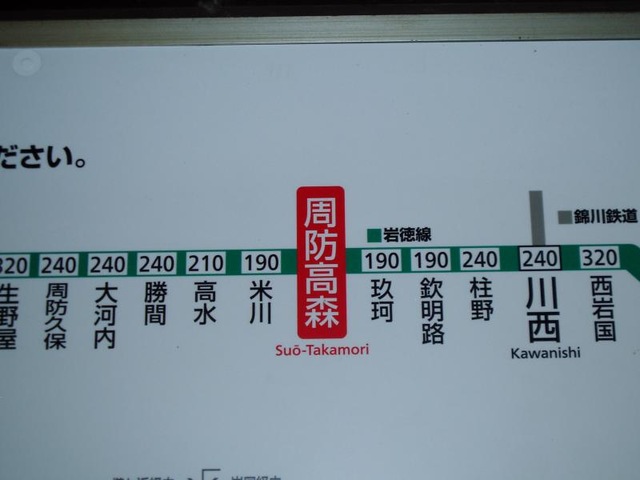 ださい。
錦川鉄道
岩徳線
320 240 240 240 210 190 190 190 240 240 320
生野屋
周防久保
大河内
勝間
高水
米川
周防高森
Suō-Takamori
玖珂
欽明路
柱野
川西
Kawanishi
西岩国